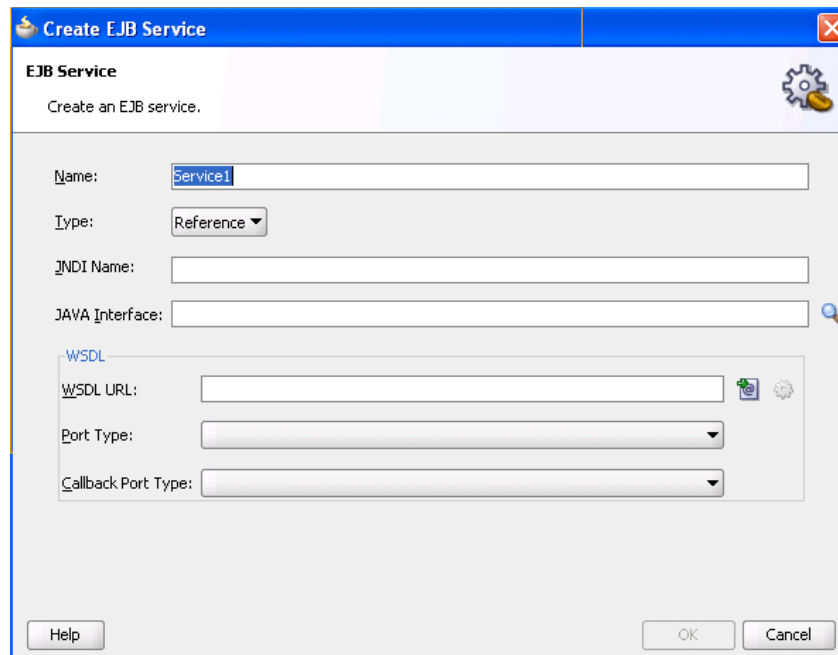 Create EJB Service
EJB Service
Create an EJB service.
Name: Service1
Type: Reference
JNDI Name:
JAVA Interface:
WSDL
WSDL URL:
Port Type:
Callback Port Type:
Help OK Cancel